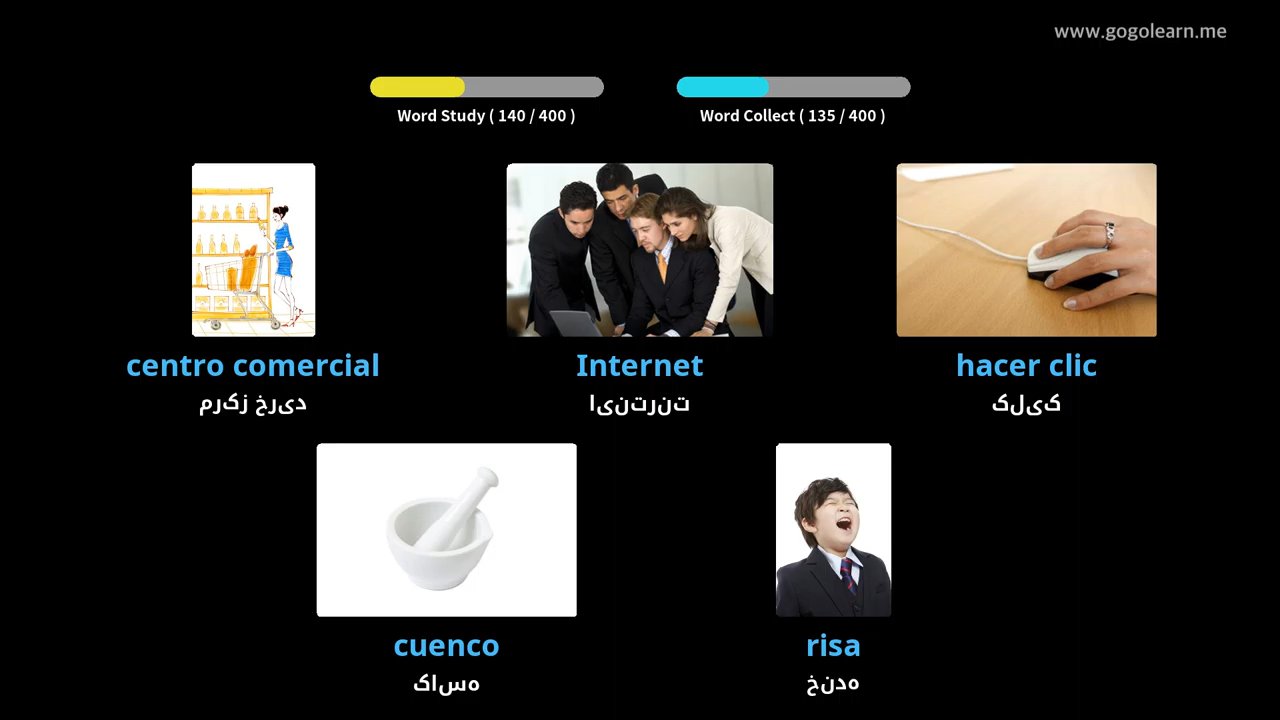 www.gogolearn.me
Word Study ( 140 / 400 )
Word Collect ( 135 / 400 )
centro comercial
دیرخ زکرم
Internet
تنرتنیا
hacer clic
کیلک
cuenco
هساک
risa
هدنخ